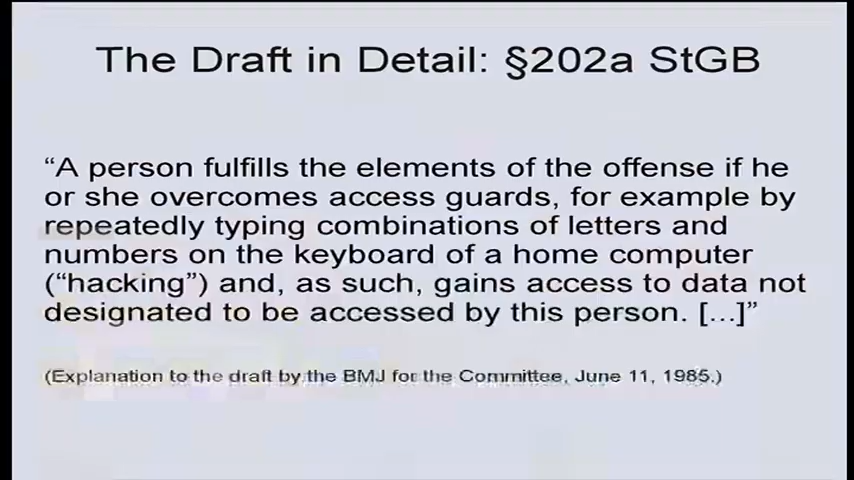 The Draft in Detail: §202a StGB
“A person fulfills the elements of the offense if he
or she overcomes access guards, for example by
repeatedly typing combinations of letters and
numbers on the keyboard of a home computer
(“hacking”) and, as such, gains access to data not
designated to be accessed by this person. [...]”
(Explanation to the draft by the BMJ for the Committee, June 11, 1985.)